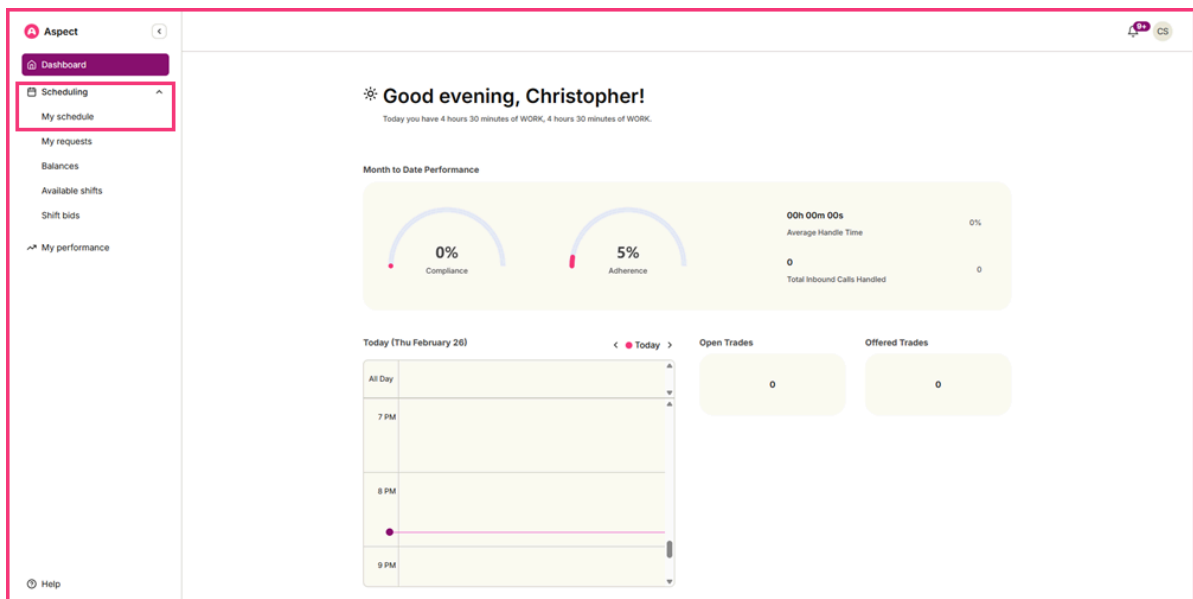 Aspect
9+
CS
Dashboard
Scheduling
My schedule
My requests
Balances
Available shifts
Shift bids
My performance
Help
Good evening, Christopher!
Today you have 4 hours 30 minutes of WORK, 4 hours 30 minutes of WORK.
Month to Date Performance
0%
Compliance
5%
Adherence
00h 00m 00s
Average Handle Time
0%
0
Total Inbound Calls Handled
0
Today (Thu February 26)
Today
All Day
7 PM
8 PM
9 PM
Open Trades
0
Offered Trades
0